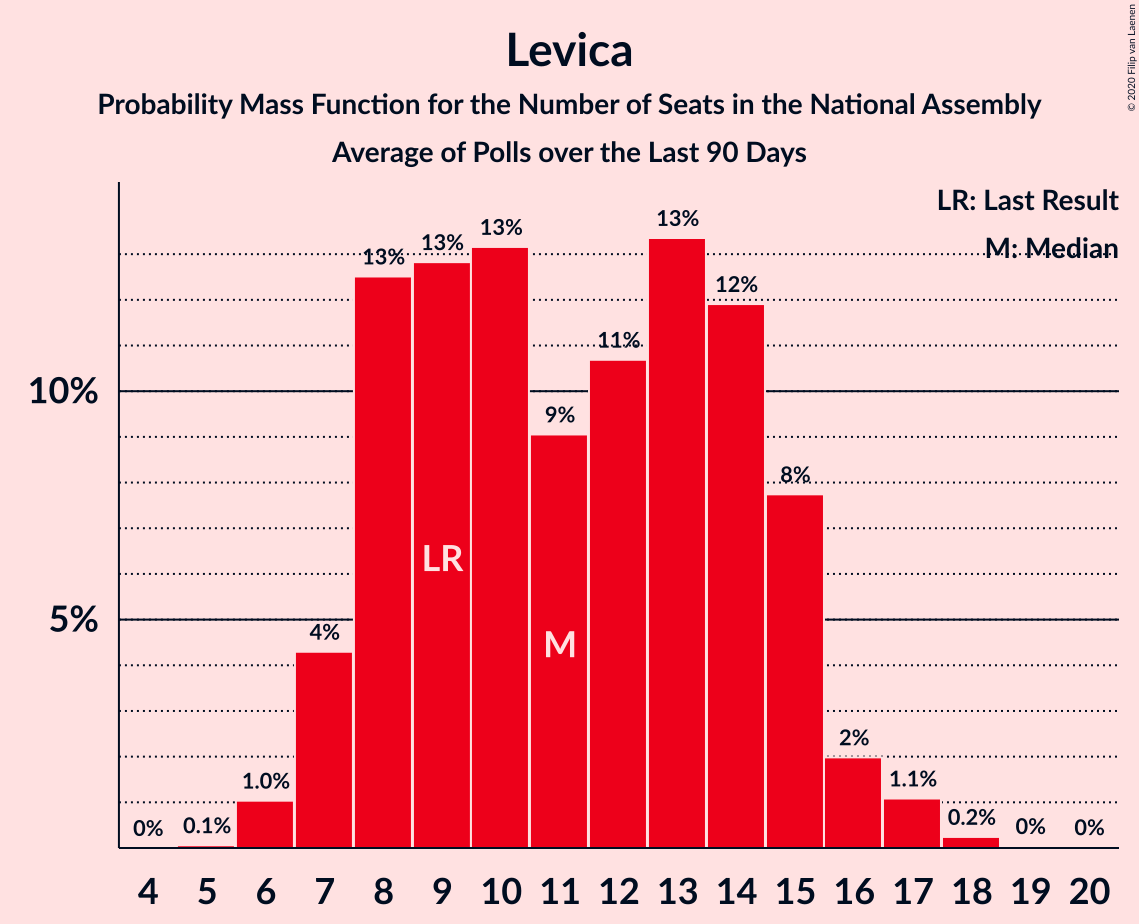 © 2020 Filip van Laenen
Levica
Probability Mass Function for the Number of Seats in the National Assembly
Average of Polls over the Last 90 Days
LR: Last Result
M: Median
13%
13%
13%
13%
12%
11%
10%
9%
8%
LR
5%
4%
M
2%
1.0%
1.1%
0%
0.1%
0.2%
0%
0%
4 5 6 7 8 9 10 11 12 13 14 15 16 17 18 19 20